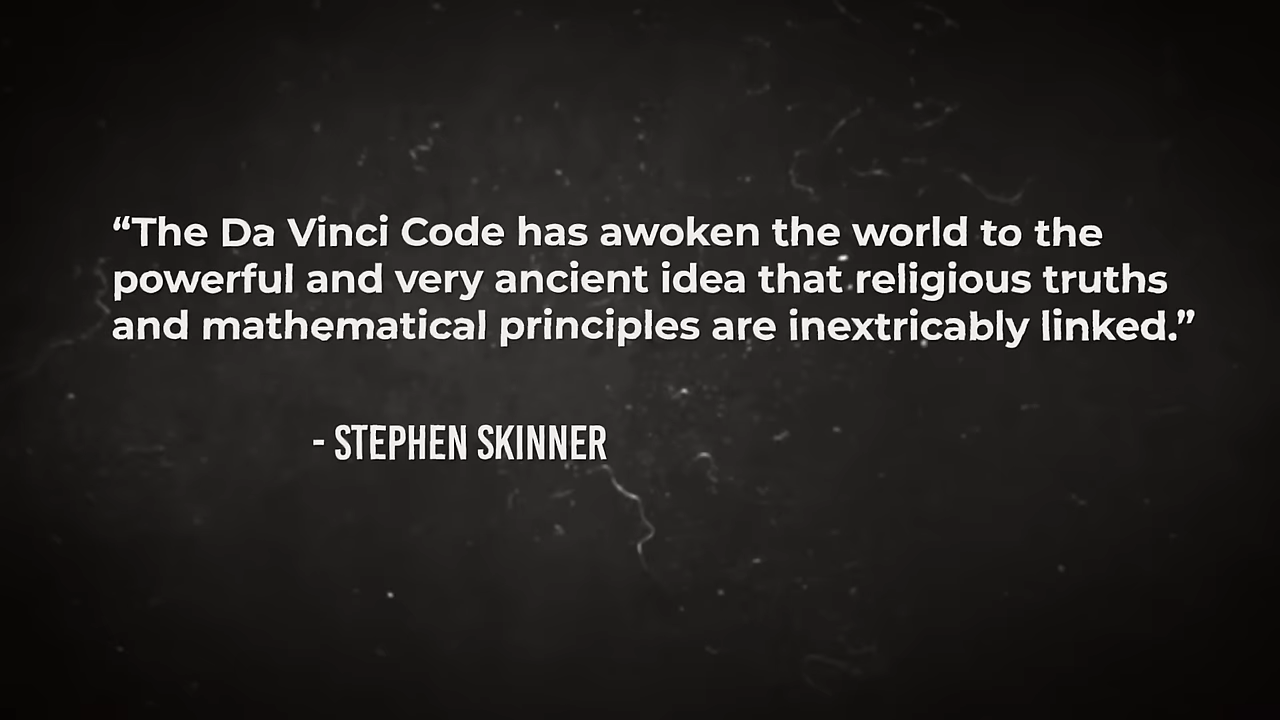 “The Da Vinci Code has awoken the world to the
powerful and very ancient idea that religious truths
and mathematical principles are inextricably linked.”
- STEPHEN SKINNER